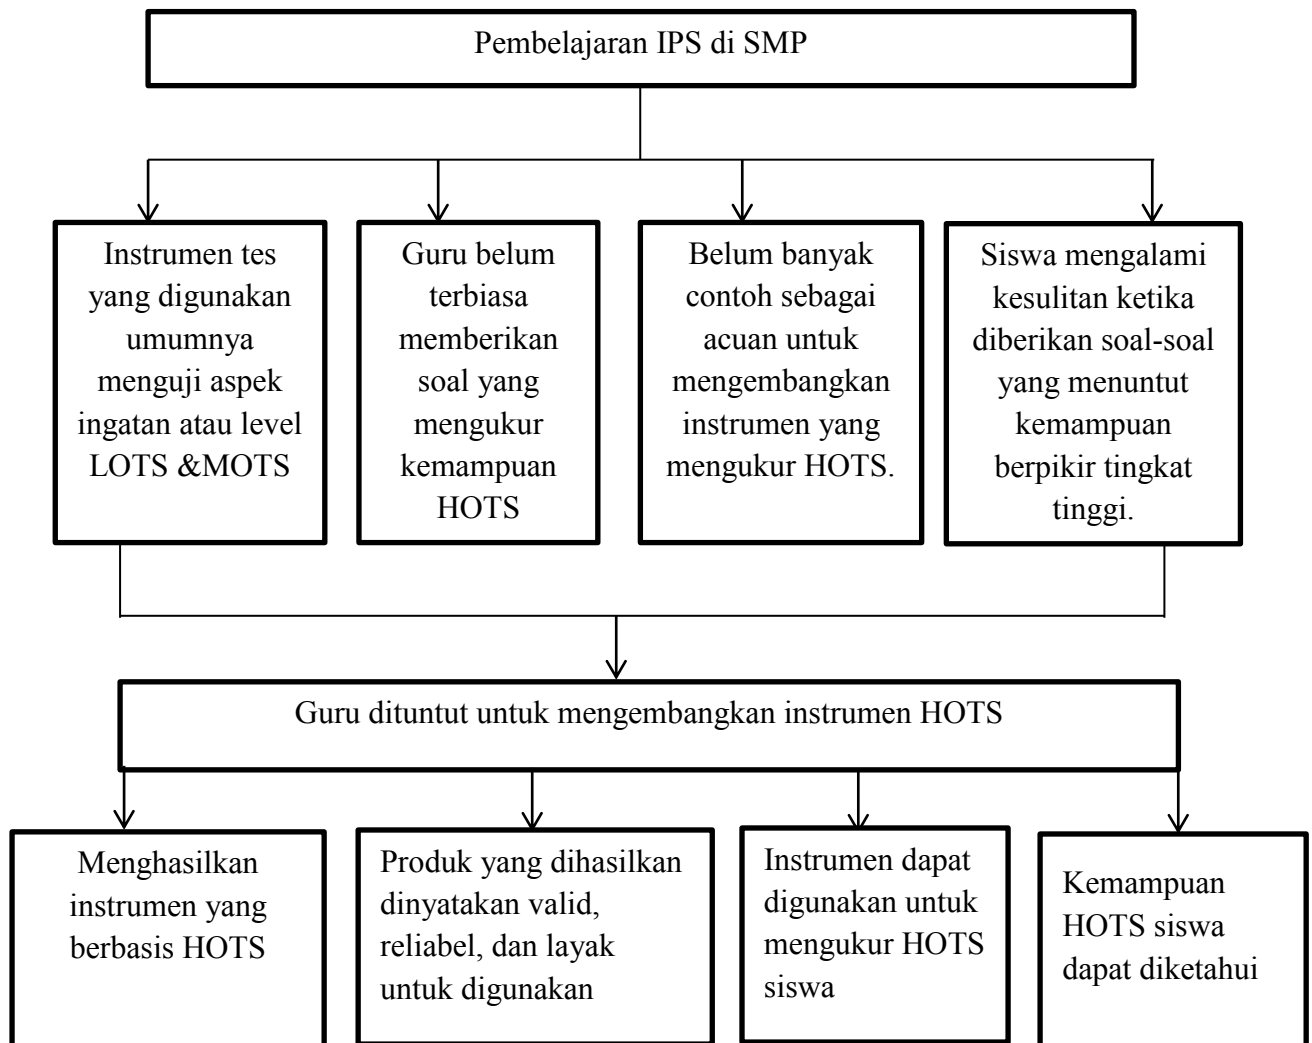 Pembelajaran IPS di SMP
Instrumen tes
yang digunakan
umumnya
menguji aspek
ingatan atau level
LOTS &MOTS
Guru belum
terbiasa
memberikan
soal yang
mengukur
kemampuan
HOTS
Belum banyak
contoh sebagai
acuan untuk
mengembangkan
instrumen yang
mengukur HOTS.
Siswa mengalami
kesulitan ketika
diberikan soal-soal
yang menuntut
kemampuan
berpikir tingkat
tinggi.
Guru dituntut untuk mengembangkan instrumen HOTS
Menghasilkan
instrumen yang
berbasis HOTS
Produk yang dihasilkan
dinyatakan valid,
reliabel, dan layak
untuk digunakan
Instrumen dapat
digunakan untuk
mengukur HOTS
siswa
Kemampuan
HOTS siswa
dapat diketahui